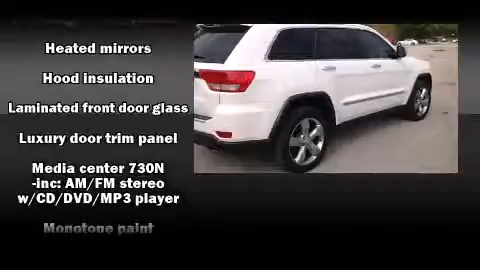 Heated mirrors
Hood insulation
Laminated front door glass
Luxury door trim panel
Media center 730N
-inc: AM/FM stereo
w/CD/DVD/MP3 player
Monotone paint